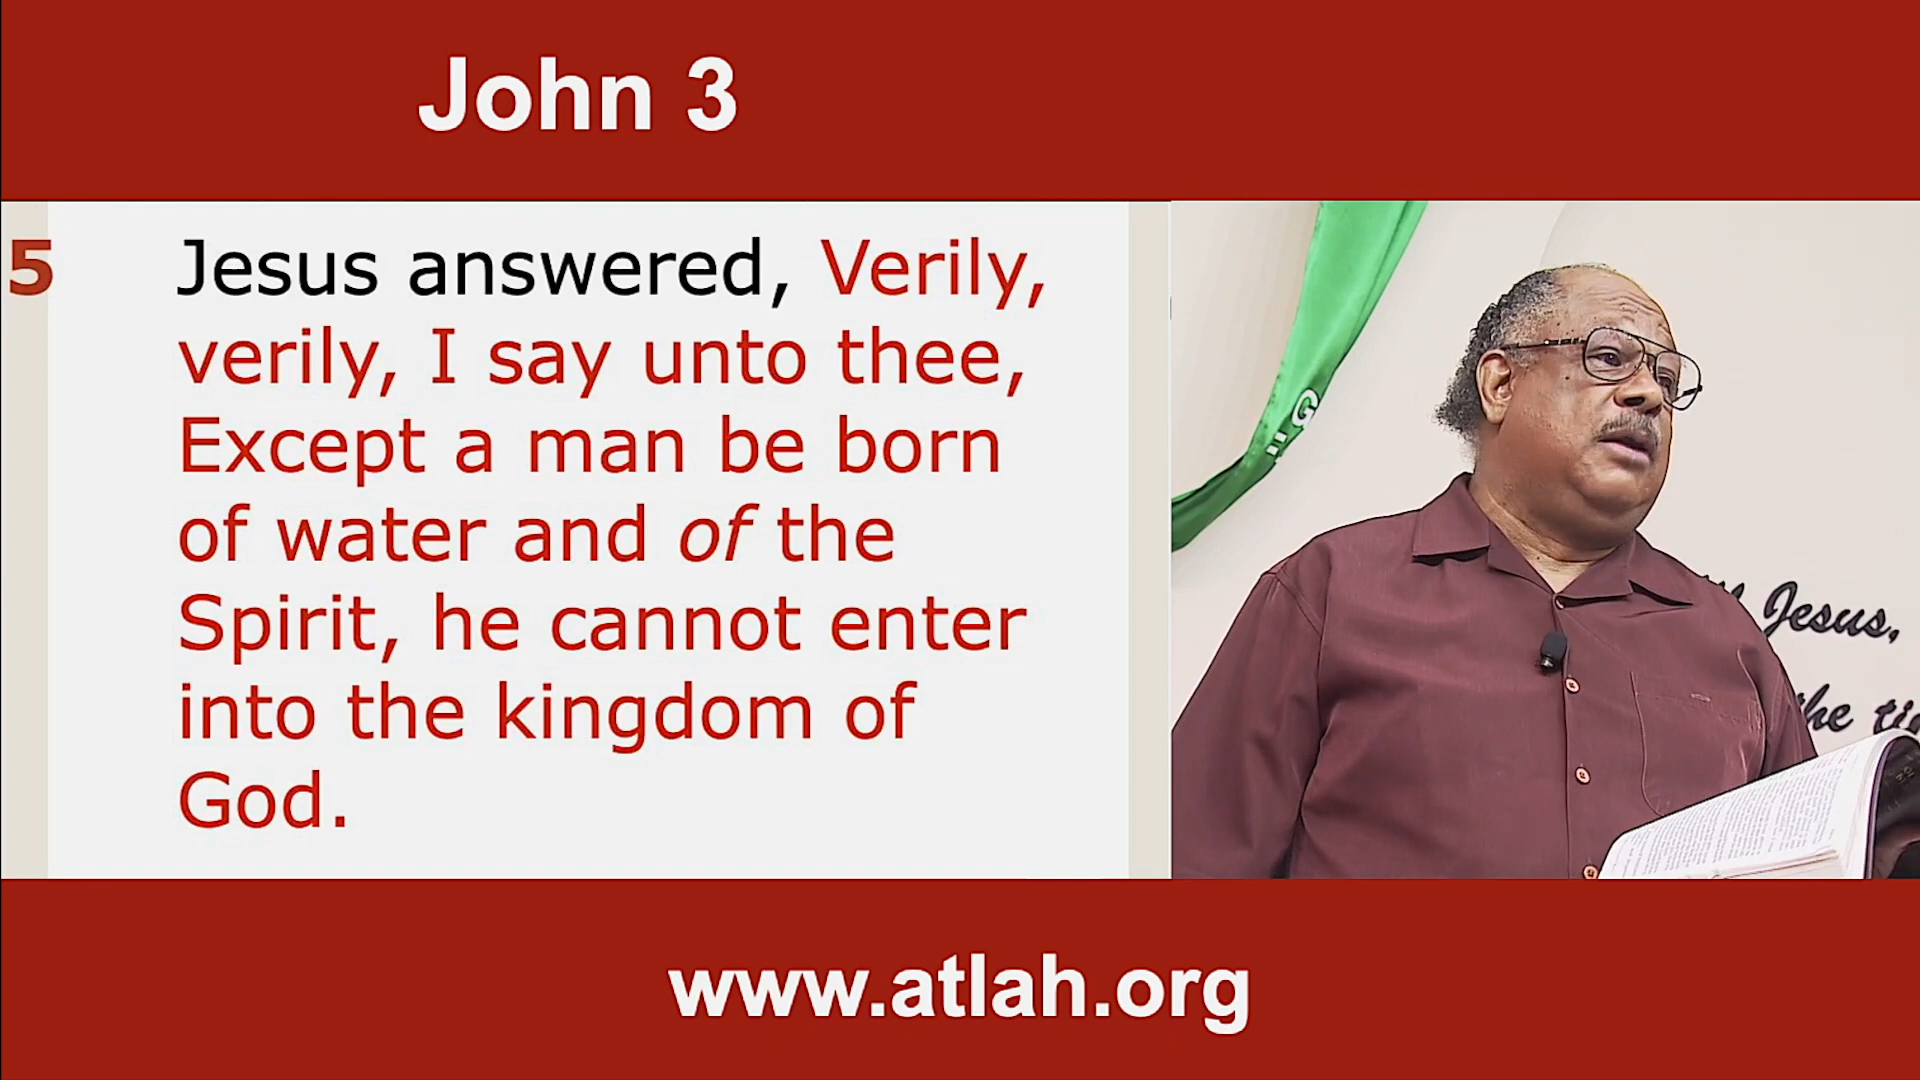 John 3
5 Jesus answered, Verily,
verily, I say unto thee,
Except a man be born
of water and of the
Spirit, he cannot enter
into the kingdom of
God.
G
Jesus,
the
www.atlah.org